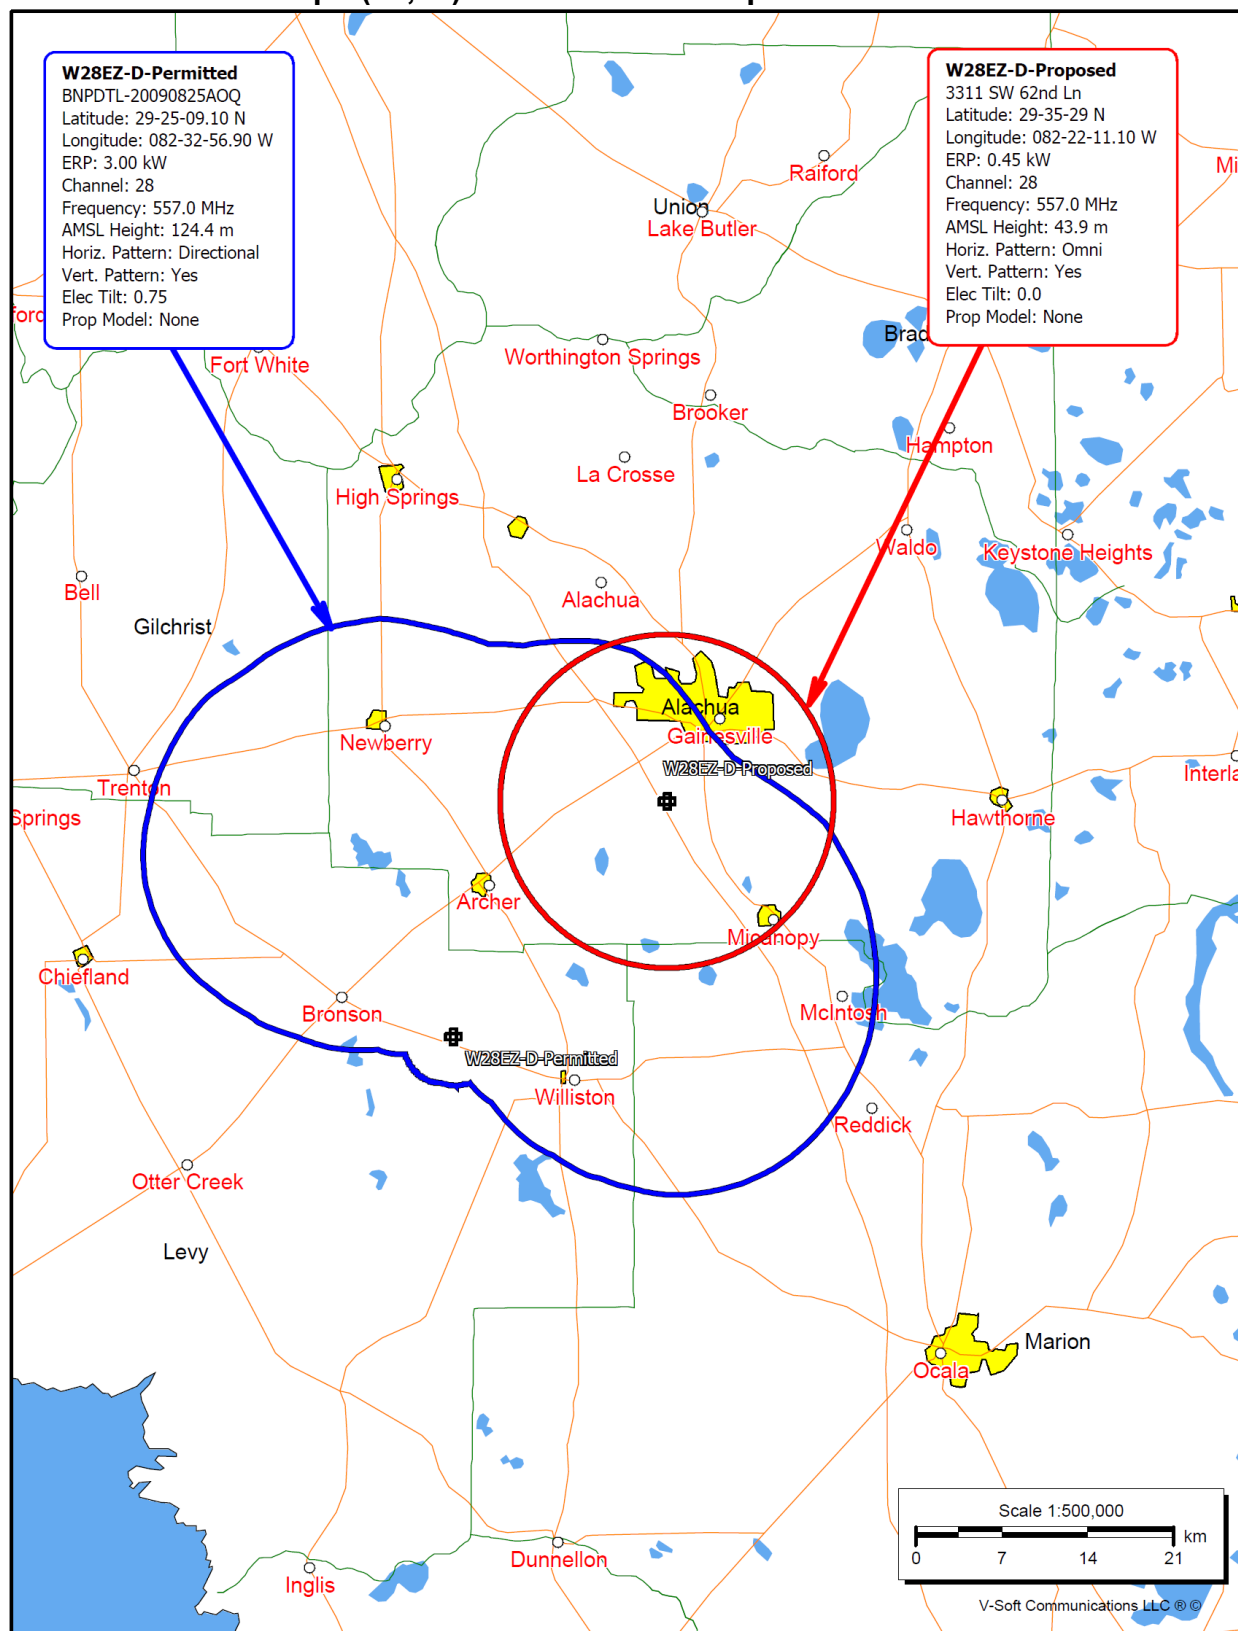 W28EZ-D-Permitted
BNPDTL-20090825AOQ
Latitude: 29-25-09.10 N
Longitude: 082-32-56.90 W
ERP: 3.00 kW
Channel: 28
Frequency: 557.0 MHz
AMSL Height: 124.4 m
Horiz. Pattern: Directional
Vert. Pattern: Yes
Elec Tilt: 0.75
Prop Model: None
W28EZ-D-Proposed
3311 SW 62nd Ln
Latitude: 29-35-29 N
Longitude: 082-22-11.10 W
ERP: 0.45 kW
Channel: 28
Frequency: 557.0 MHz
AMSL Height: 43.9 m
Horiz. Pattern: Omni
Vert. Pattern: Yes
Elec Tilt: 0.0
Prop Model: None
Raiford
Union
Lake Butler
Fort White
Worthington Springs
Brad
Brooker
Hampton
La Crosse
High Springs
Waldo
Keystone Heights
Bell
Alachua
Gilchrist
Alachua
Gainesville
Newberry
W28EZ-D-Proposed
Trenton
Springs
Hawthorne
Archer
Micanopy
Chiefland
Bronson
McIntosh
W28EZ-D-Permitted
Williston
Reddick
Otter Creek
Levy
Marion
Ocala
Scale 1:500,000
km
0 7 14 21
Dunnellon
Inglis
V-Soft Communications LLC ® ©